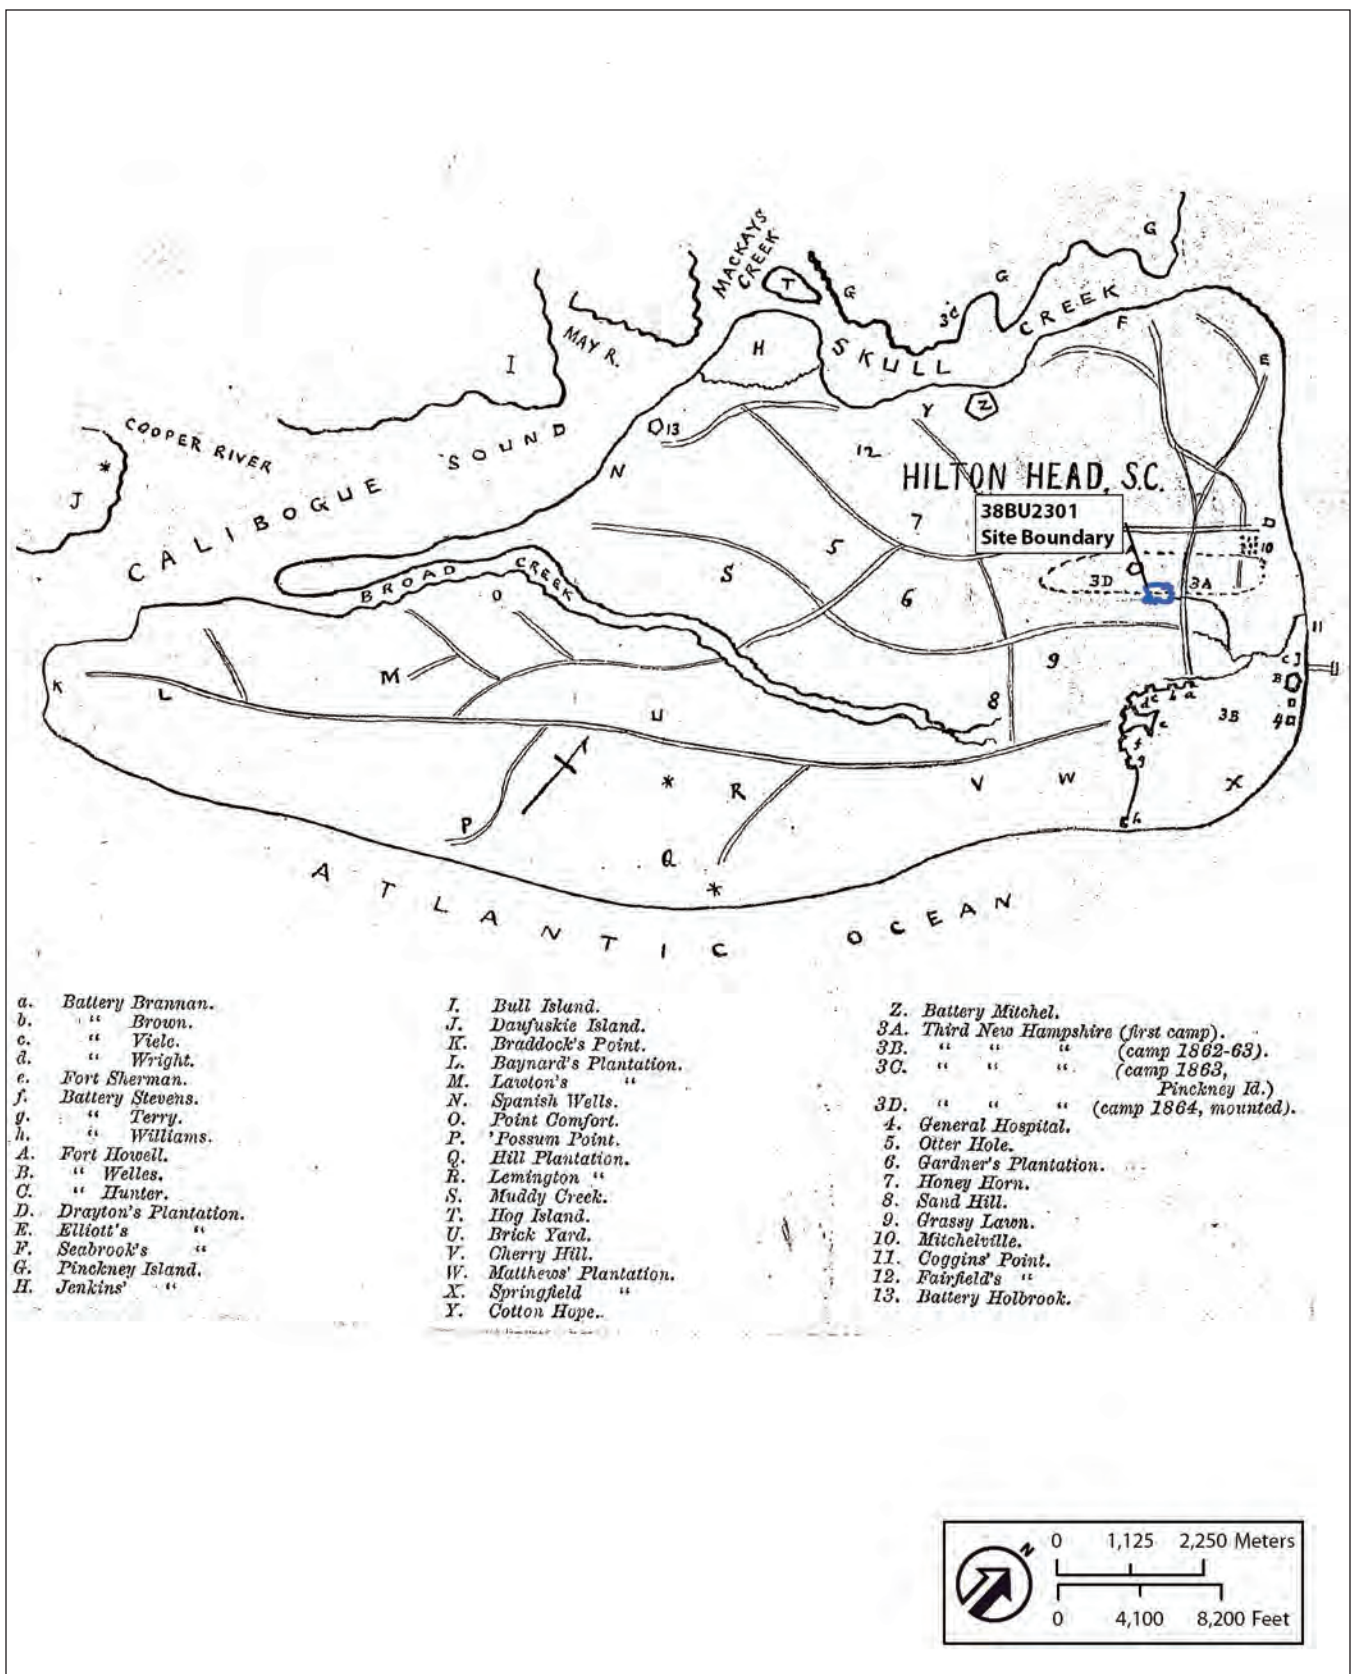 MACKAYS
CREEK
G
T
G
G
3C
CREEK
F
SKULL
H
MAY R.
I
E
Y
Z
COOPER RIVER
SOUND
13
12
N
*
J
CALIBOGUE
HILTON HEAD, S.C.
38BU2301
Site Boundary
7
D
10
5
A
S
3D
3A
BROAD
CREEK
O
6
11
9
C
M
K
L
B
8
d c b a
3B
U
e
4
f
g
*
R
V
W
X
P
h
Q
*
ATLANTIC OCEAN
a. Battery Brannan.
b. " Brown.
c. " Viele.
d. " Wright.
e. Fort Sherman.
f. Battery Stevens.
g. " Terry.
h. " Williams.
A. Fort Howell.
B. " Welles.
C. " Hunter.
D. Drayton's Plantation.
E. Elliott's "
F. Seabrook's "
G. Pinckney Island.
H. Jenkins' "
I. Bull Island.
J. Daufuskie Island.
K. Braddock's Point.
L. Baynard's Plantation.
M. Lawton's "
N. Spanish Wells.
O. Point Comfort.
P. 'Possum Point.
Q. Hill Plantation.
R. Lemington "
S. Muddy Creek.
T. Hog Island.
U. Brick Yard.
V. Cherry Hill.
W. Matthews' Plantation.
X. Springfield "
Y. Cotton Hope.
Z. Battery Mitchel.
3A. Third New Hampshire (first camp).
3B. " " " (camp 1862-63).
3C. " " " (camp 1863,
Pinckney Id.)
3D. " " " (camp 1864, mounted).
4. General Hospital.
5. Otter Hole.
6. Gardner's Plantation.
7. Honey Horn.
8. Sand Hill.
9. Grassy Lawn.
10. Mitchelville.
11. Coggins' Point.
12. Fairfield's "
13. Battery Holbrook.
N
0 1,125 2,250 Meters
0 4,100 8,200 Feet